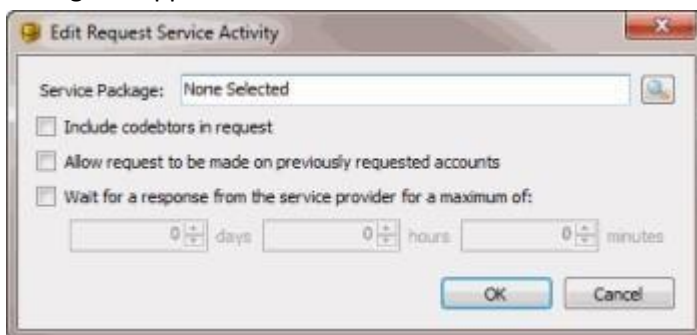 Edit Request Service Activity
Service Package: None Selected
Include codebtors in request
Allow request to be made on previously requested accounts
Wait for a response from the service provider for a maximum of:
0 days 0 hours 0 minutes
OK Cancel